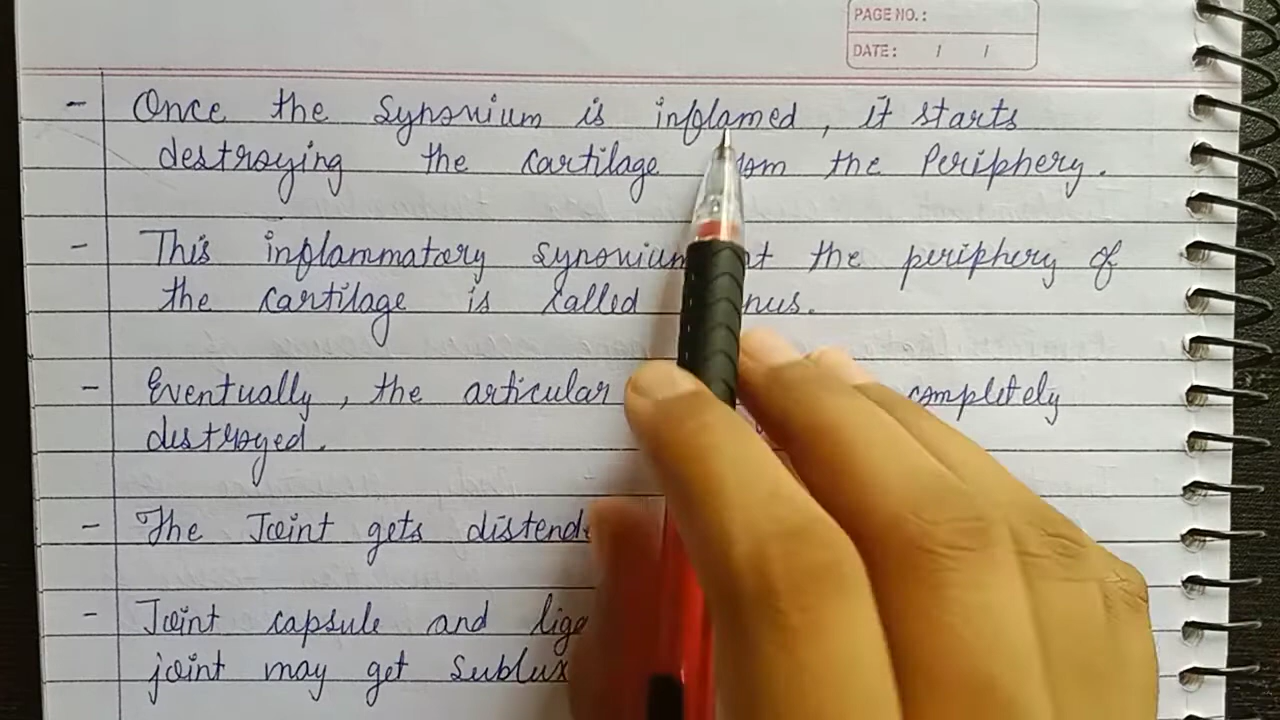 PAGE NO.:
DATE: / /
- Once the synovium is inflamed, it starts
destroying the cartilage the Periphery.
- This inflammatory synovium the periphery of
the cartilage is called
- Eventually, the articular completely
destroyed.
- The Joint gets
- Joint capsule and
joint may get